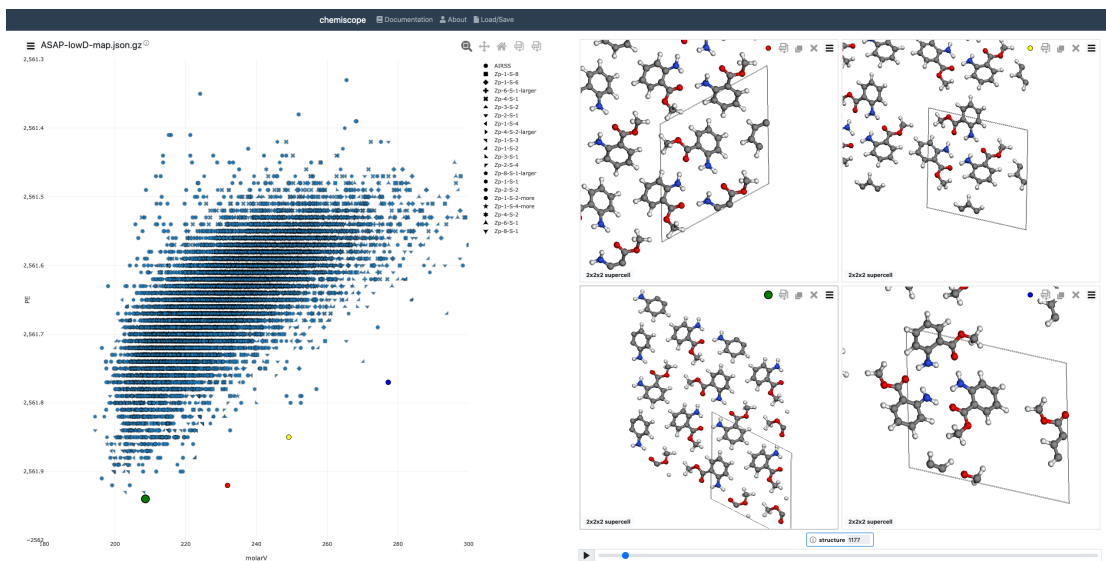 chemiscope Documentation About Load/Save
ASAP-lowD-map.json.gz
2,561.3
2,561.4
2,561.5
2,561.6
2,561.7
2,561.8
2,561.9
−2562
PE
180
200
220
240
260
280
300
molarV
AIRSS
Zp-1-S-8
Zp-1-S-6
Zp-6-S-1-larger
Zp-4-S-1
Zp-3-S-2
Zp-2-S-1
Zp-1-S-4
Zp-4-S-2-larger
Zp-1-S-3
Zp-1-S-2
Zp-3-S-1
Zp-2-S-4
Zp-8-S-1-larger
Zp-1-S-1
Zp-2-S-2
Zp-1-S-2-more
Zp-1-S-4-more
Zp-4-S-2
Zp-6-S-1
Zp-8-S-1
2x2x2 supercell
2x2x2 supercell
2x2x2 supercell
2x2x2 supercell
structure 1177